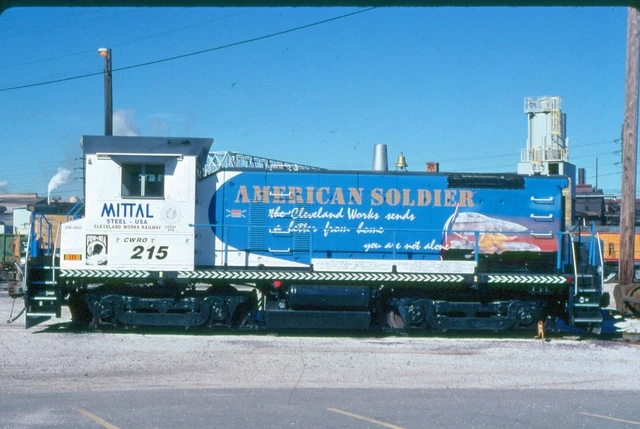 AMERICAN SOLDIER
the Cleveland Works sends
a letter from home
you are not alone
MITTAL
STEEL · USA
CLEVELAND WORKS RAILWAY
CWRO
215